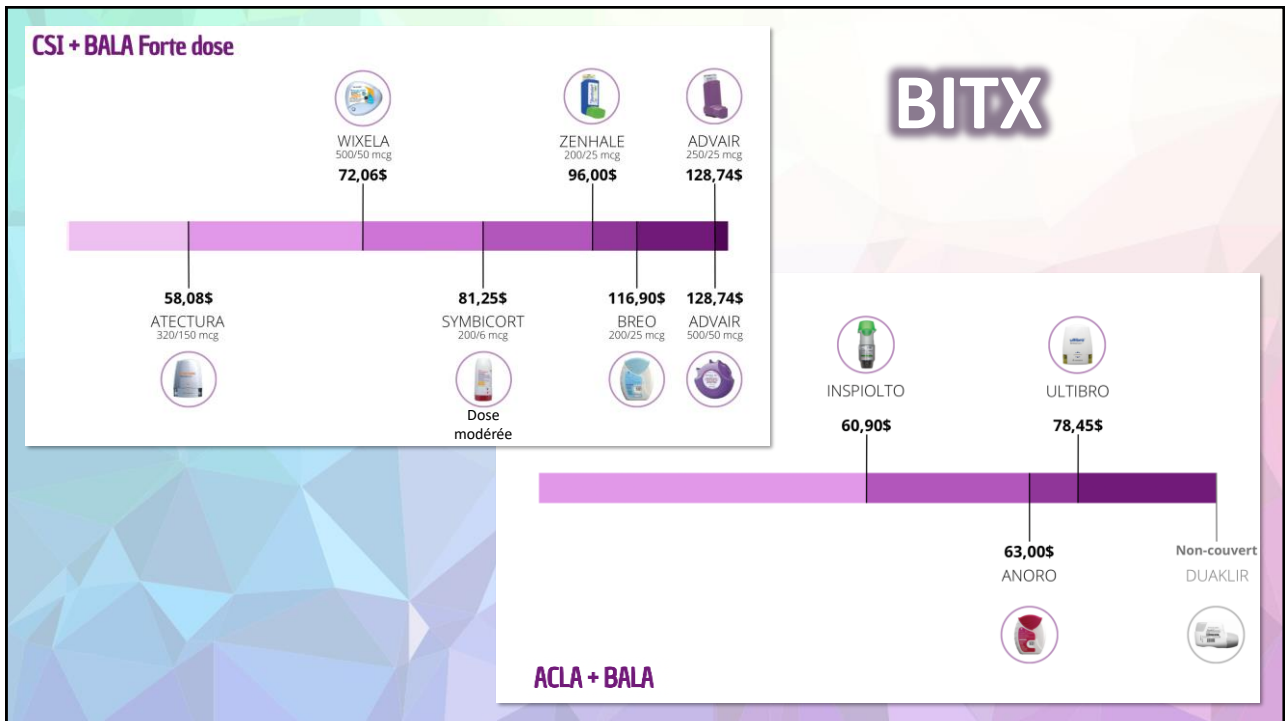 CSI + BALA Forte dose
BITX
WIXELA
500/50 mcg
72,06$
ZENHALE
200/25 mcg
96,00$
ADVAIR
250/25 mcg
128,74$
58,08$
ATECTURA
320/150 mcg
81,25$
SYMBICORT
200/6 mcg
Dose
modérée
116,90$
BREO
200/25 mcg
128,74$
ADVAIR
500/50 mcg
INSPIOLTO
60,90$
ULTIBRO
78,45$
63,00$
ANORO
Non-couvert
DUAKLIR
ACLA + BALA